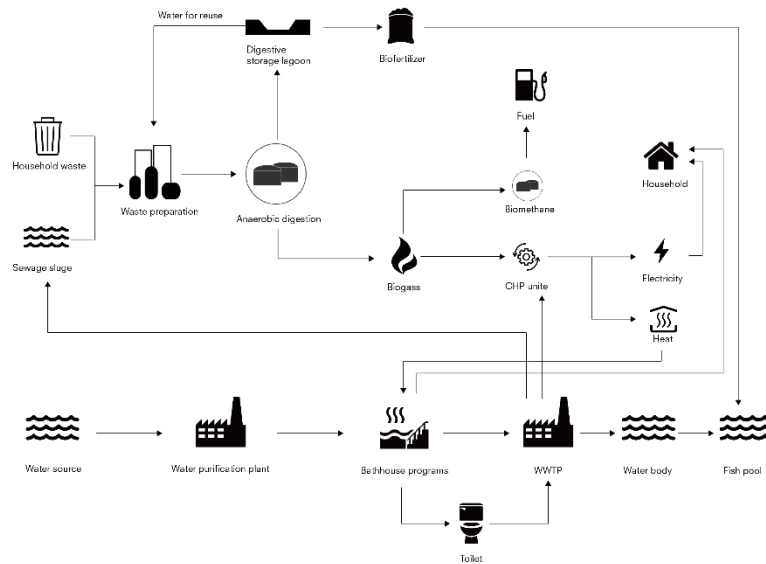 Water for reuse
Digestive
storage lagoon
Biofertilizer
Fuel
Household waste
Waste preparation
Anaerobic digestion
Biomethane
Household
Sewage sluge
Biogass
CHP unite
Electricity
Heat
Water source
Water purification plant
Bathhouse programs
WWTP
Water body
Fish pool
Toilet